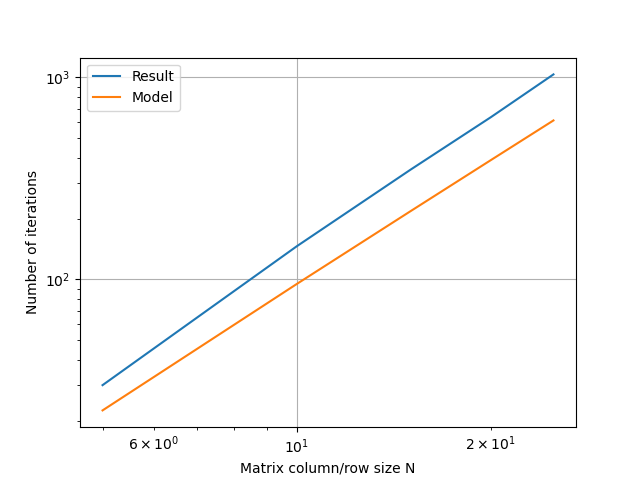 Result
Model
10³
10²
Number of iterations
6 × 10⁰
10¹
2 × 10¹
Matrix column/row size N